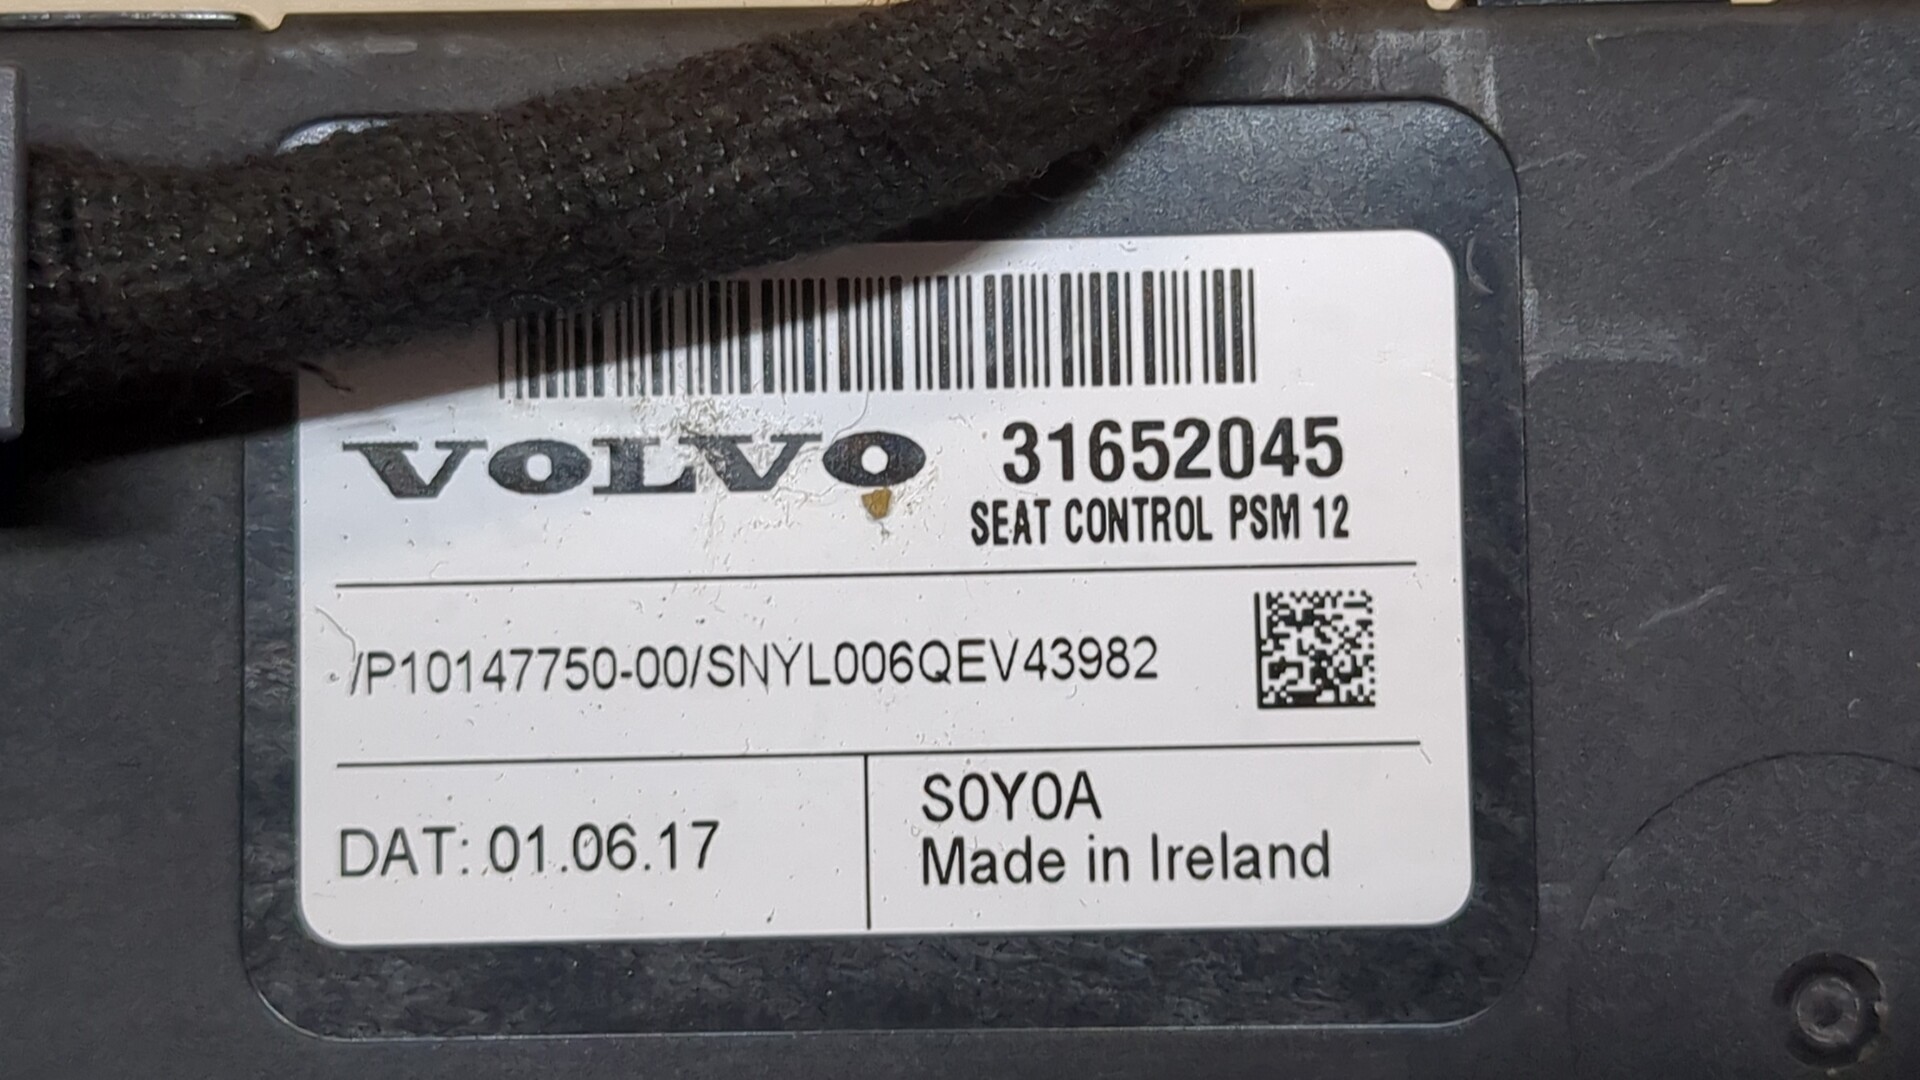 VOLVO 31652045
SEAT CONTROL PSM 12
/P10147750-00/SNYL006QEV43982
DAT: 01.06.17
S0Y0A
Made in Ireland